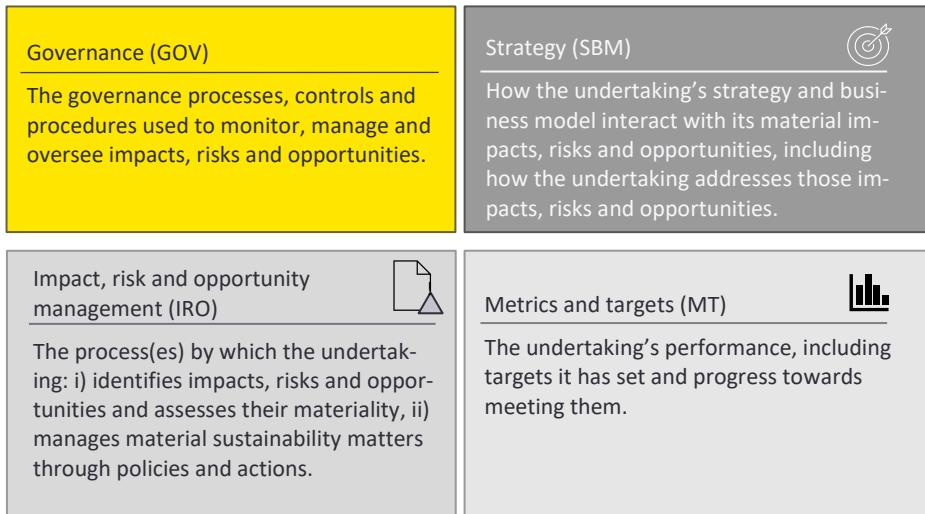 Governance (GOV)
The governance processes, controls and
procedures used to monitor, manage and
oversee impacts, risks and opportunities.
Strategy (SBM)
How the undertaking's strategy and busi-
ness model interact with its material im-
pacts, risks and opportunities, including
how the undertaking addresses those im-
pacts, risks and opportunities.
Impact, risk and opportunity
management (IRO)
The process(es) by which the undertak-
ing: i) identifies impacts, risks and oppor-
tunities and assesses their materiality, ii)
manages material sustainability matters
through policies and actions.
Metrics and targets (MT)
The undertaking's performance, including
targets it has set and progress towards
meeting them.